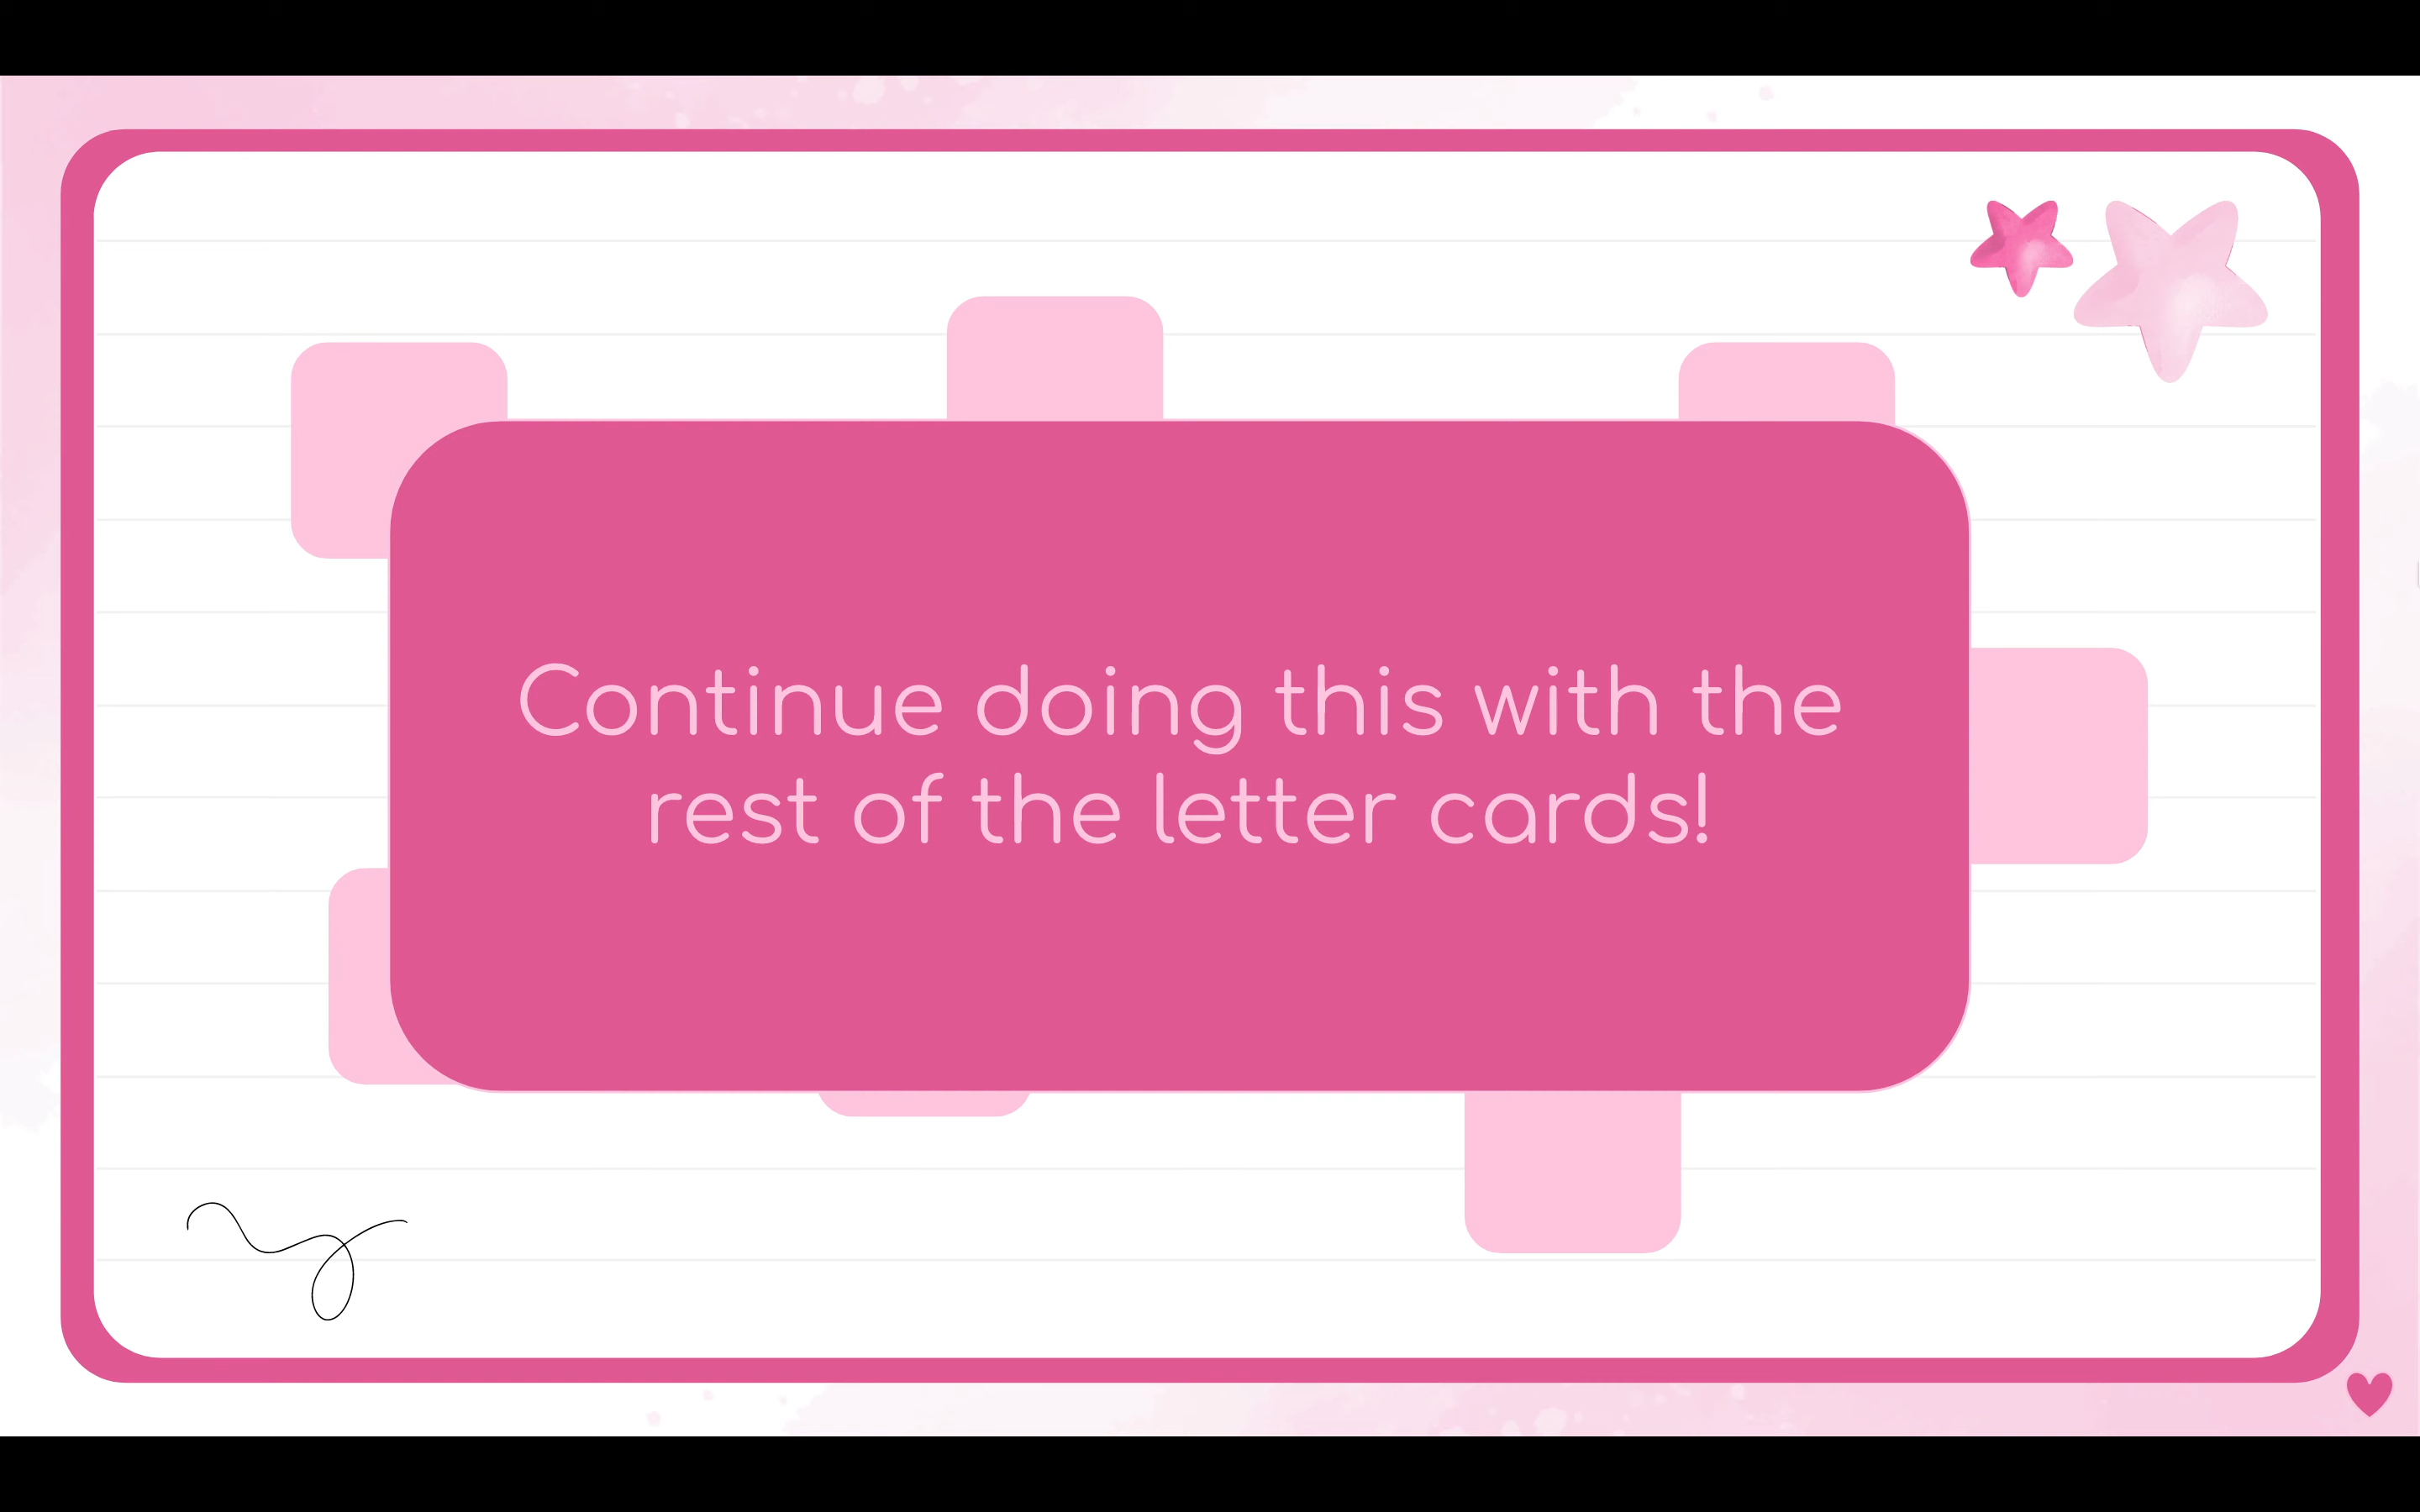 Continue doing this with the
rest of the letter cards!